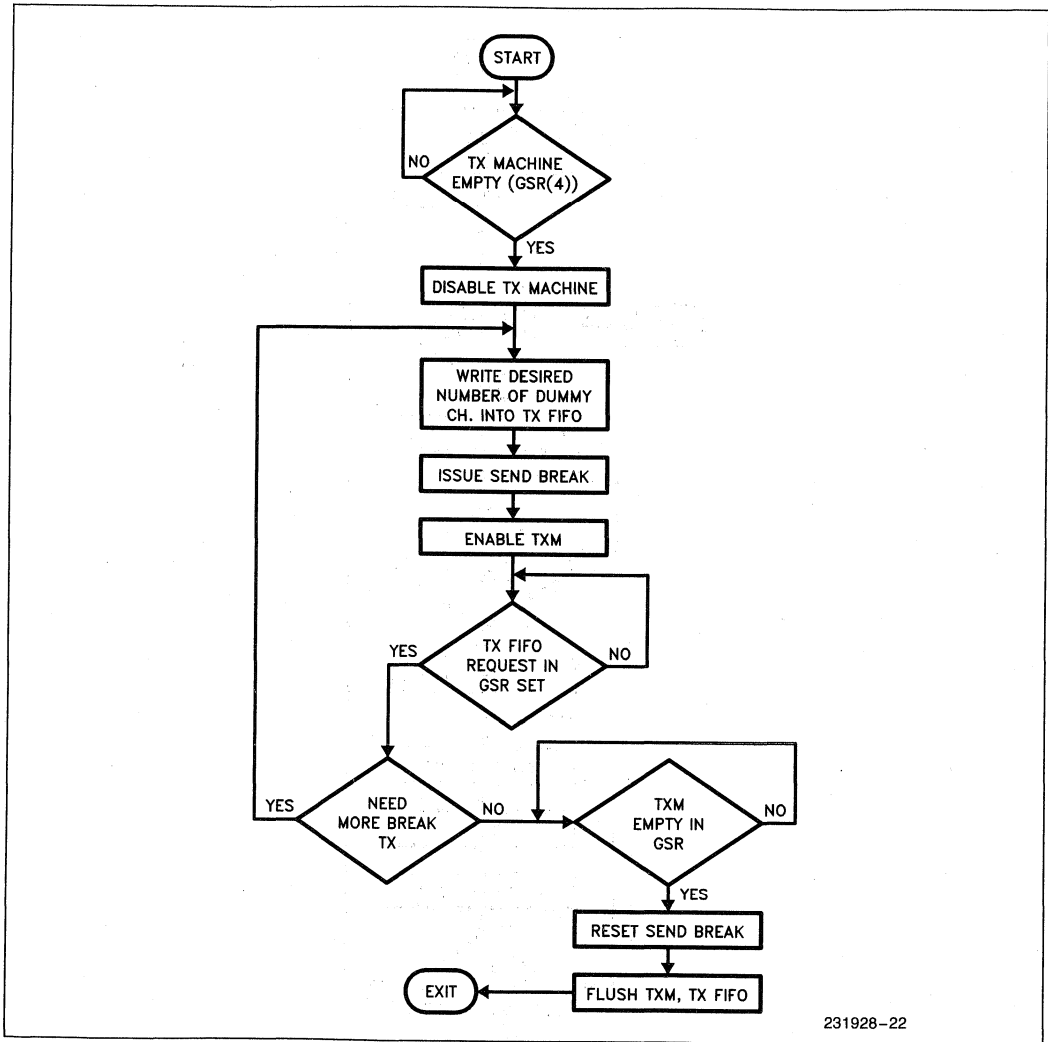 START
NO
TX MACHINE
EMPTY (GSR(4))
YES
DISABLE TX MACHINE
WRITE DESIRED
NUMBER OF DUMMY
CH. INTO TX FIFO
ISSUE SEND BREAK
ENABLE TXM
YES
TX FIFO
REQUEST IN
GSR SET
NO
YES
NEED
MORE BREAK
TX
NO
TXM
EMPTY IN
GSR
NO
YES
RESET SEND BREAK
EXIT
FLUSH TXM, TX FIFO
231928–22